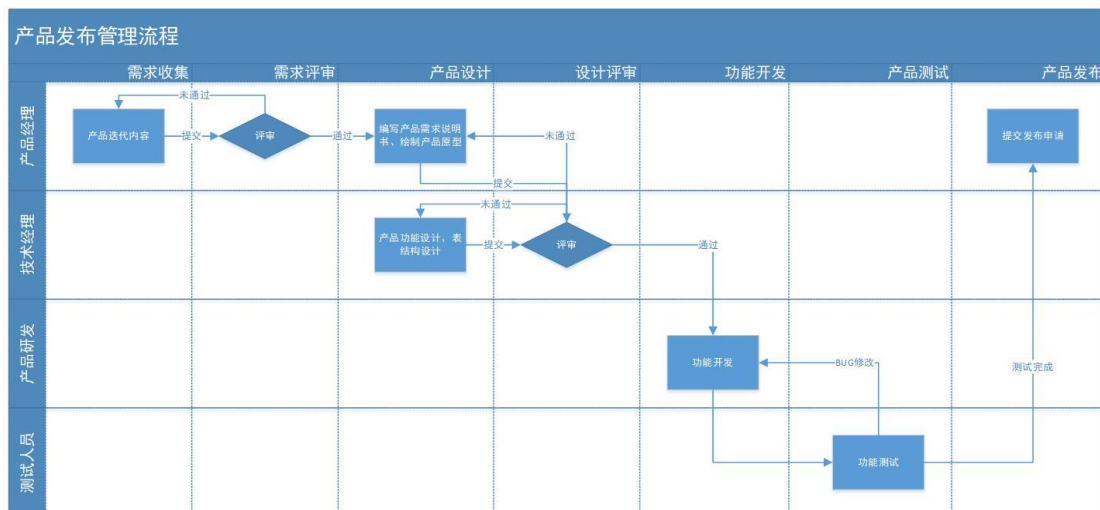 产品发布管理流程
需求收集
需求评审
产品设计
设计评审
功能开发
产品测试
产品发布
产品经理
未通过
产品迭代内容
提交
评审
通过
编写产品需求说明
书、绘制产品原型
未通过
提交发布申请
提交
技术经理
未通过
产品功能设计、表
结构设计
提交
评审
通过
产品研发
功能开发
BUG修改
测试完成
测试人员
功能测试